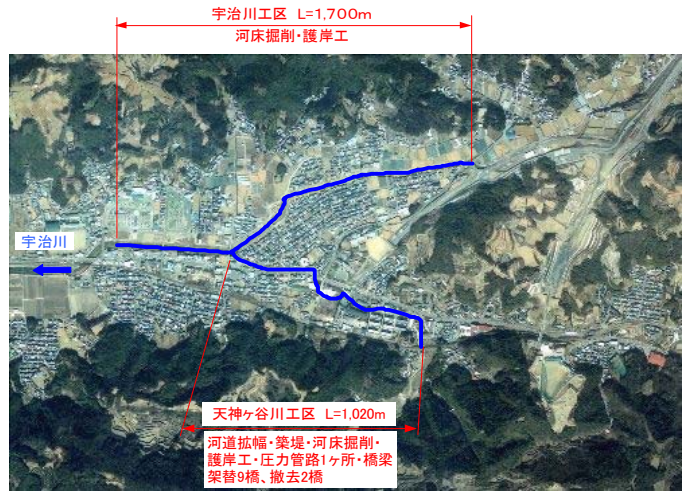 宇治川工区 L=1,700m
河床掘削・護岸工
宇治川
天神ヶ谷川工区 L=1,020m
河道拡幅・築堤・河床掘削・
護岸工・圧力管路1ヶ所・橋梁
架替9橋、撤去2橋